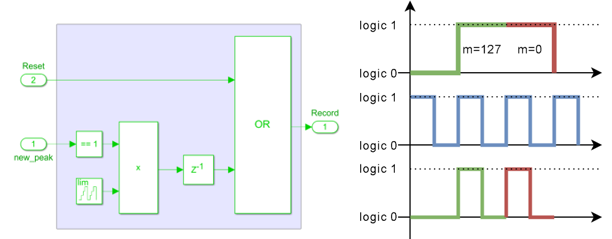 Reset
2
1
new_peak
== 1
lim
x
Z-1
OR
Record
1
logic 1
m=127 m=0
logic 0
logic 1
logic 0
logic 1
logic 0